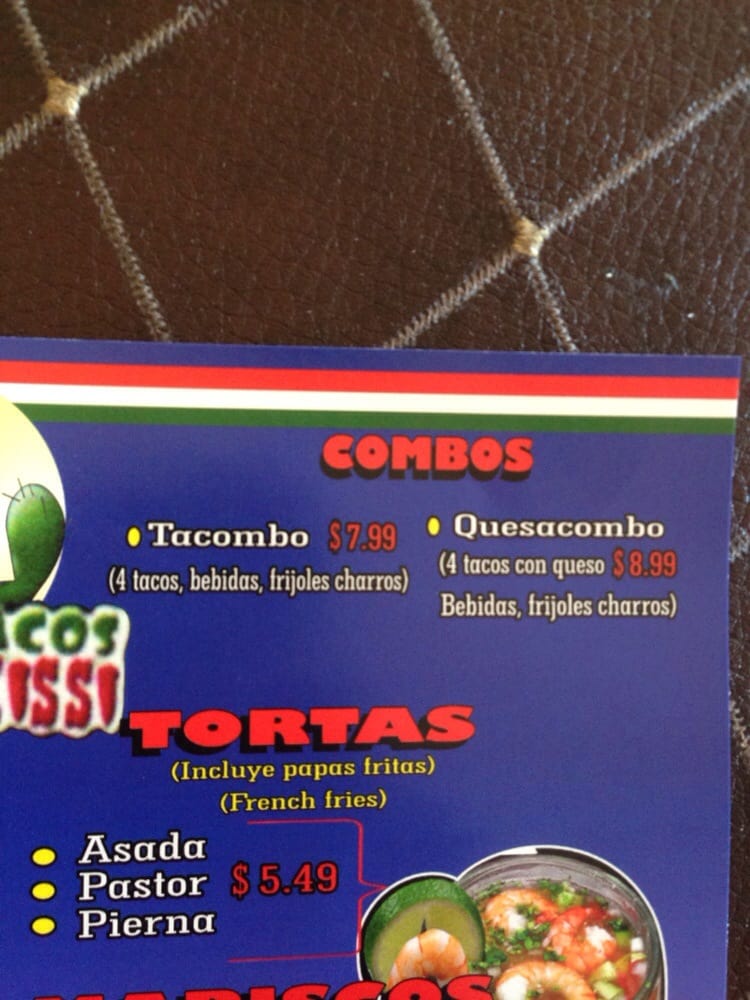 COMBOS
Tacombo $7.99
(4 tacos, bebidas, frijoles charros)
Quesacombo
(4 tacos con queso $8.99
Bebidas, frijoles charros)
TORTAS
(Incluye papas fritas)
(French fries)
Asada
Pastor $5.49
Pierna
MARISCOS